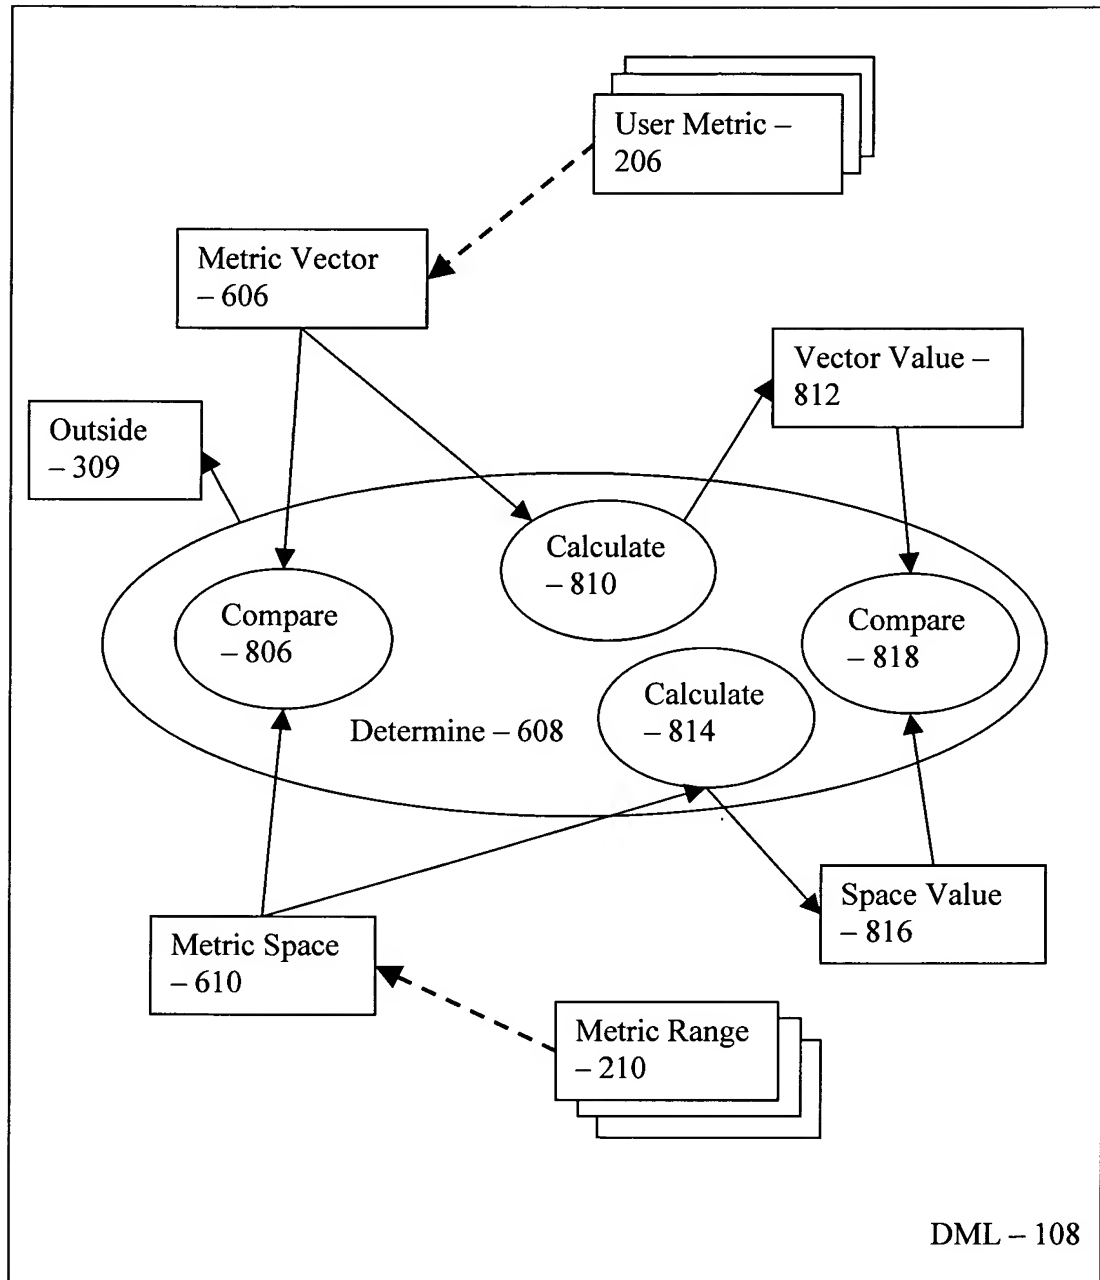 User Metric –
206
Metric Vector
– 606
Vector Value –
812
Outside
– 309
Calculate
– 810
Compare
– 806
Compare
– 818
Calculate
– 814
Determine – 608
Space Value
– 816
Metric Space
– 610
Metric Range
– 210
DML – 108